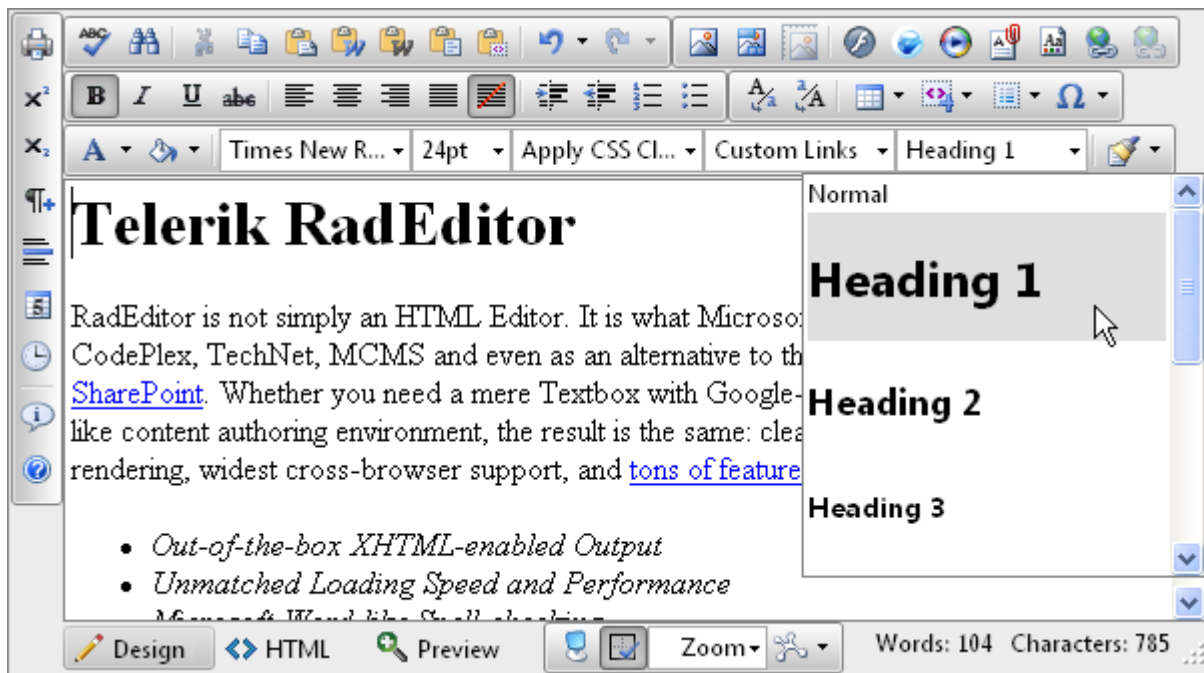 ABC
B I U abc
A Times New R... 24pt Apply CSS Cl... Custom Links Heading 1
Normal
Heading 1
Heading 2
Heading 3
Telerik RadEditor
RadEditor is not simply an HTML Editor. It is what
CodePlex, TechNet, MCMS and even as an alternative to
SharePoint. Whether you need a mere Textbox with Google-
like content authoring environment, the result is the same:
rendering, widest cross-browser support, and tons of
• Out-of-the-box XHTML-enabled Output
• Unmatched Loading Speed and Performance
Design HTML Preview Zoom Words: 104 Characters: 785